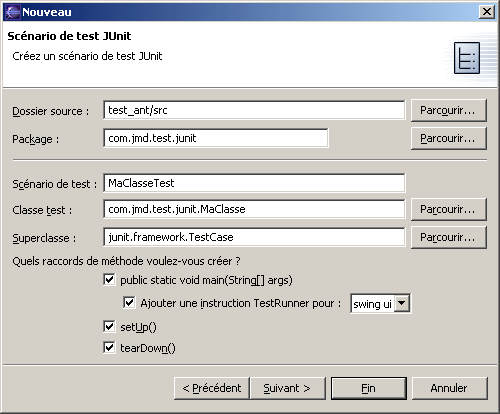 Nouveau
Scénario de test JUnit
Créez un scénario de test JUnit
Dossier source : test_ant/src Parcourir...
Package : com.jmd.test.junit Parcourir...
Scénario de test : MaClasseTest
Classe test : com.jmd.test.junit.MaClasse Parcourir...
Superclasse : junit.framework.TestCase Parcourir...
Quels raccords de méthode voulez-vous créer ?
public static void main(String[] args)
Ajouter une instruction TestRunner pour : swing ui
setUp()
tearDown()
< Précédent Suivant > Fin Annuler